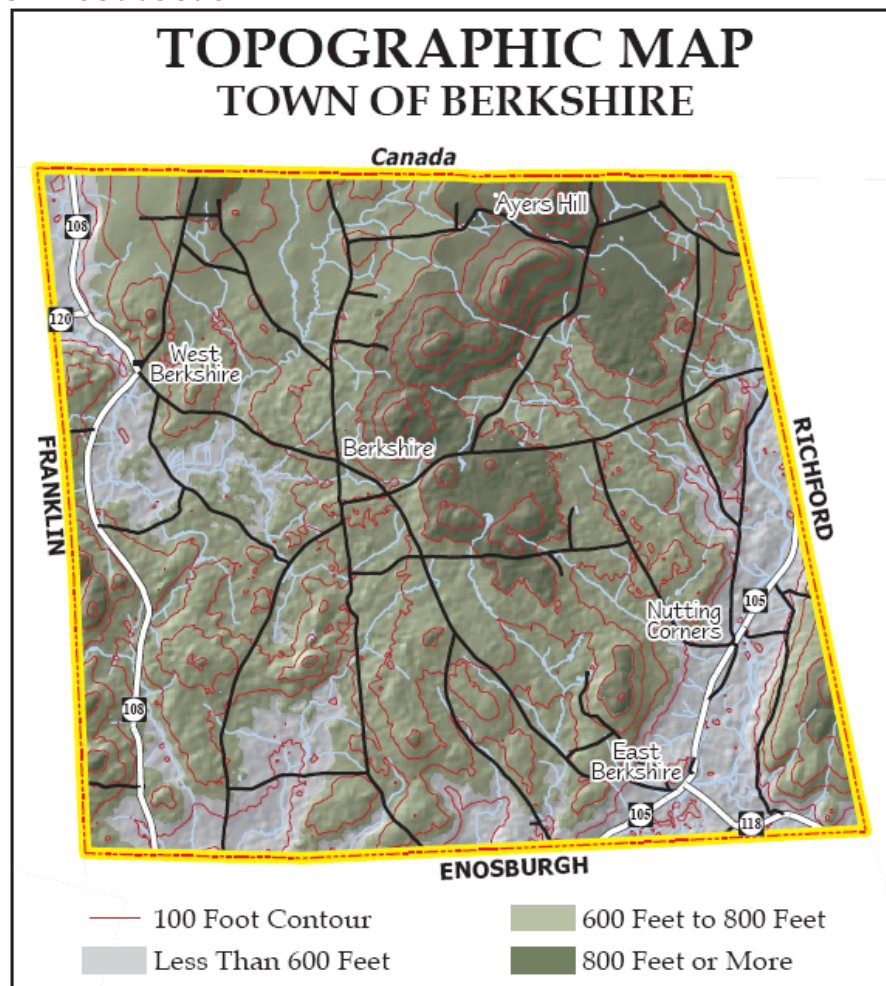 TOPOGRAPHIC MAP
TOWN OF BERKSHIRE
Canada
Ayers Hill
108
120
West
Berkshire
Berkshire
FRANKLIN
RICHFORD
105
Nutting
Corners
108
East
Berkshire
105
118
ENOSBURGH
100 Foot Contour
600 Feet to 800 Feet
Less Than 600 Feet
800 Feet or More